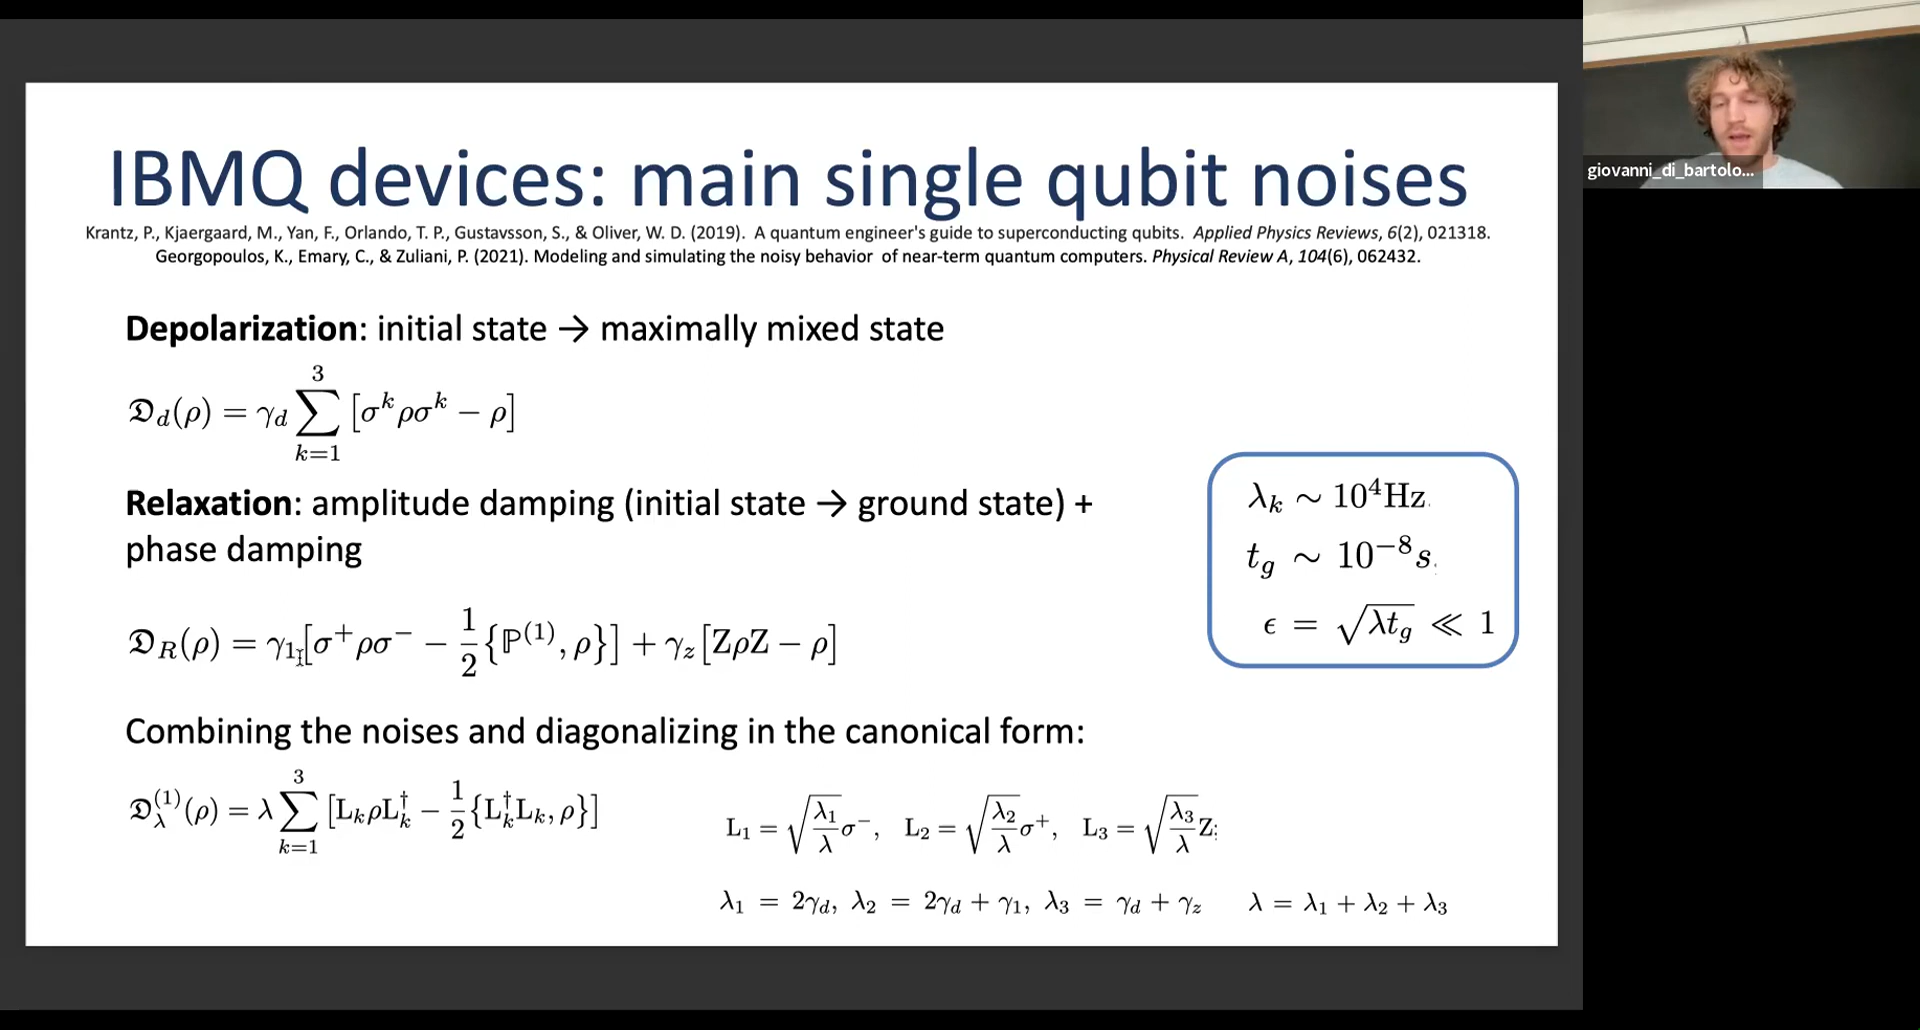 IBMQ devices: main single qubit noises
Krantz, P., Kjaergaard, M., Yan, F., Orlando, T. P., Gustavsson, S., & Oliver, W. D. (2019). A quantum engineer's guide to superconducting qubits. Applied Physics Reviews, 6(2), 021318.
Georgopoulos, K., Emary, C., & Zuliani, P. (2021). Modeling and simulating the noisy behavior of near-term quantum computers. Physical Review A, 104(6), 062432.
giovanni_di_bartolo...
Depolarization: initial state → maximally mixed state
𝔇_d(ρ) = γ_d ∑_{k=1}^{3} [σ^k ρσ^k − ρ]
Relaxation: amplitude damping (initial state → ground state) +
phase damping
𝔇_R(ρ) = γ_1[σ^+ ρσ^− − 1/2 {ℙ^{(1)}, ρ}] + γ_z [ZρZ − ρ]
λ_k ∼ 10^4 Hz
t_g ∼ 10^{−8} s
ϵ = √(λt_g) ≪ 1
Combining the noises and diagonalizing in the canonical form:
𝔇_λ^{(1)}(ρ) = λ ∑_{k=1}^{3} [L_k ρL_k^† − 1/2 {L_k^† L_k, ρ}]
L_1 = √(λ_1/λ) σ^−, L_2 = √(λ_2/λ) σ^+, L_3 = √(λ_3/λ) Z
λ_1 = 2γ_d, λ_2 = 2γ_d + γ_1, λ_3 = γ_d + γ_z λ = λ_1 + λ_2 + λ_3